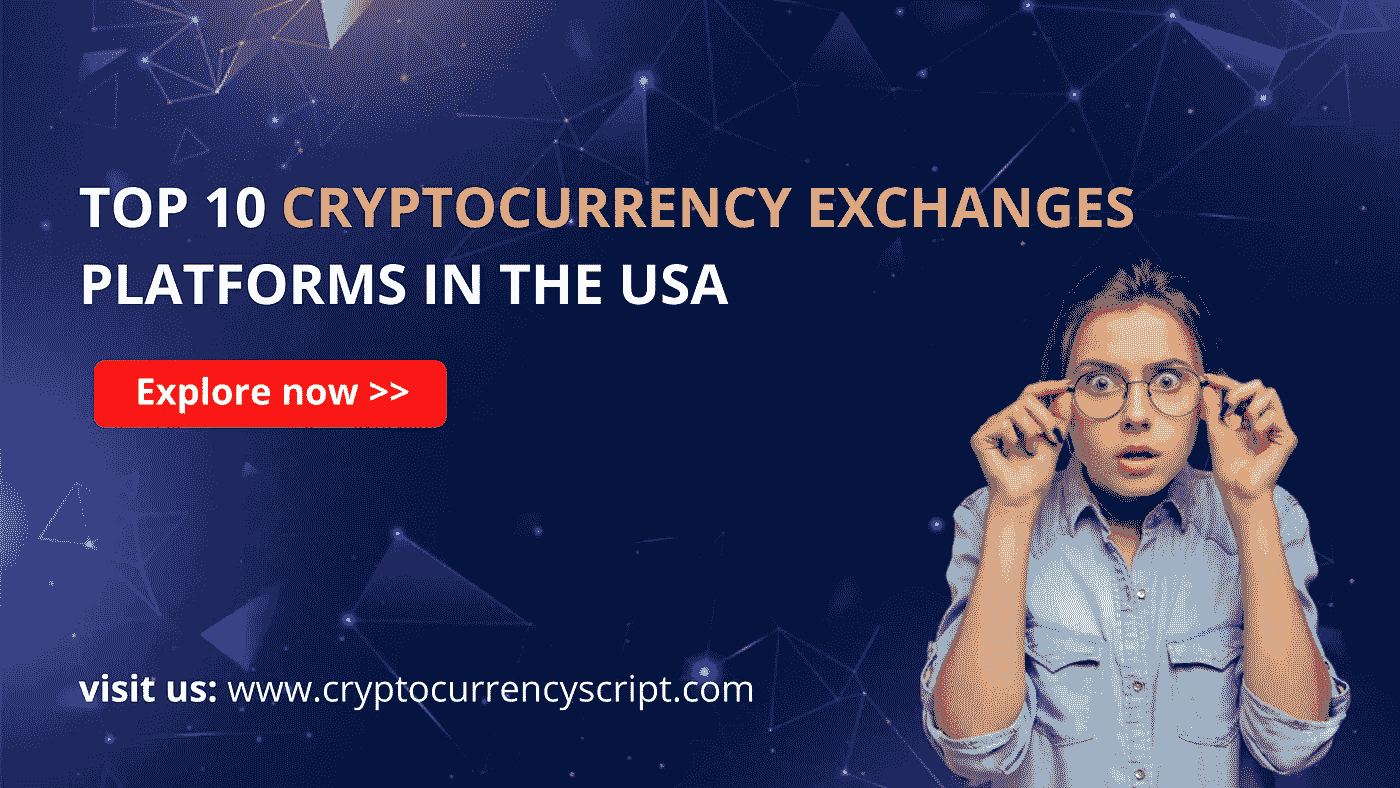 TOP 10 CRYPTOCURRENCY EXCHANGES
PLATFORMS IN THE USA
Explore now >>
visit us: www.cryptocurrencyscript.com